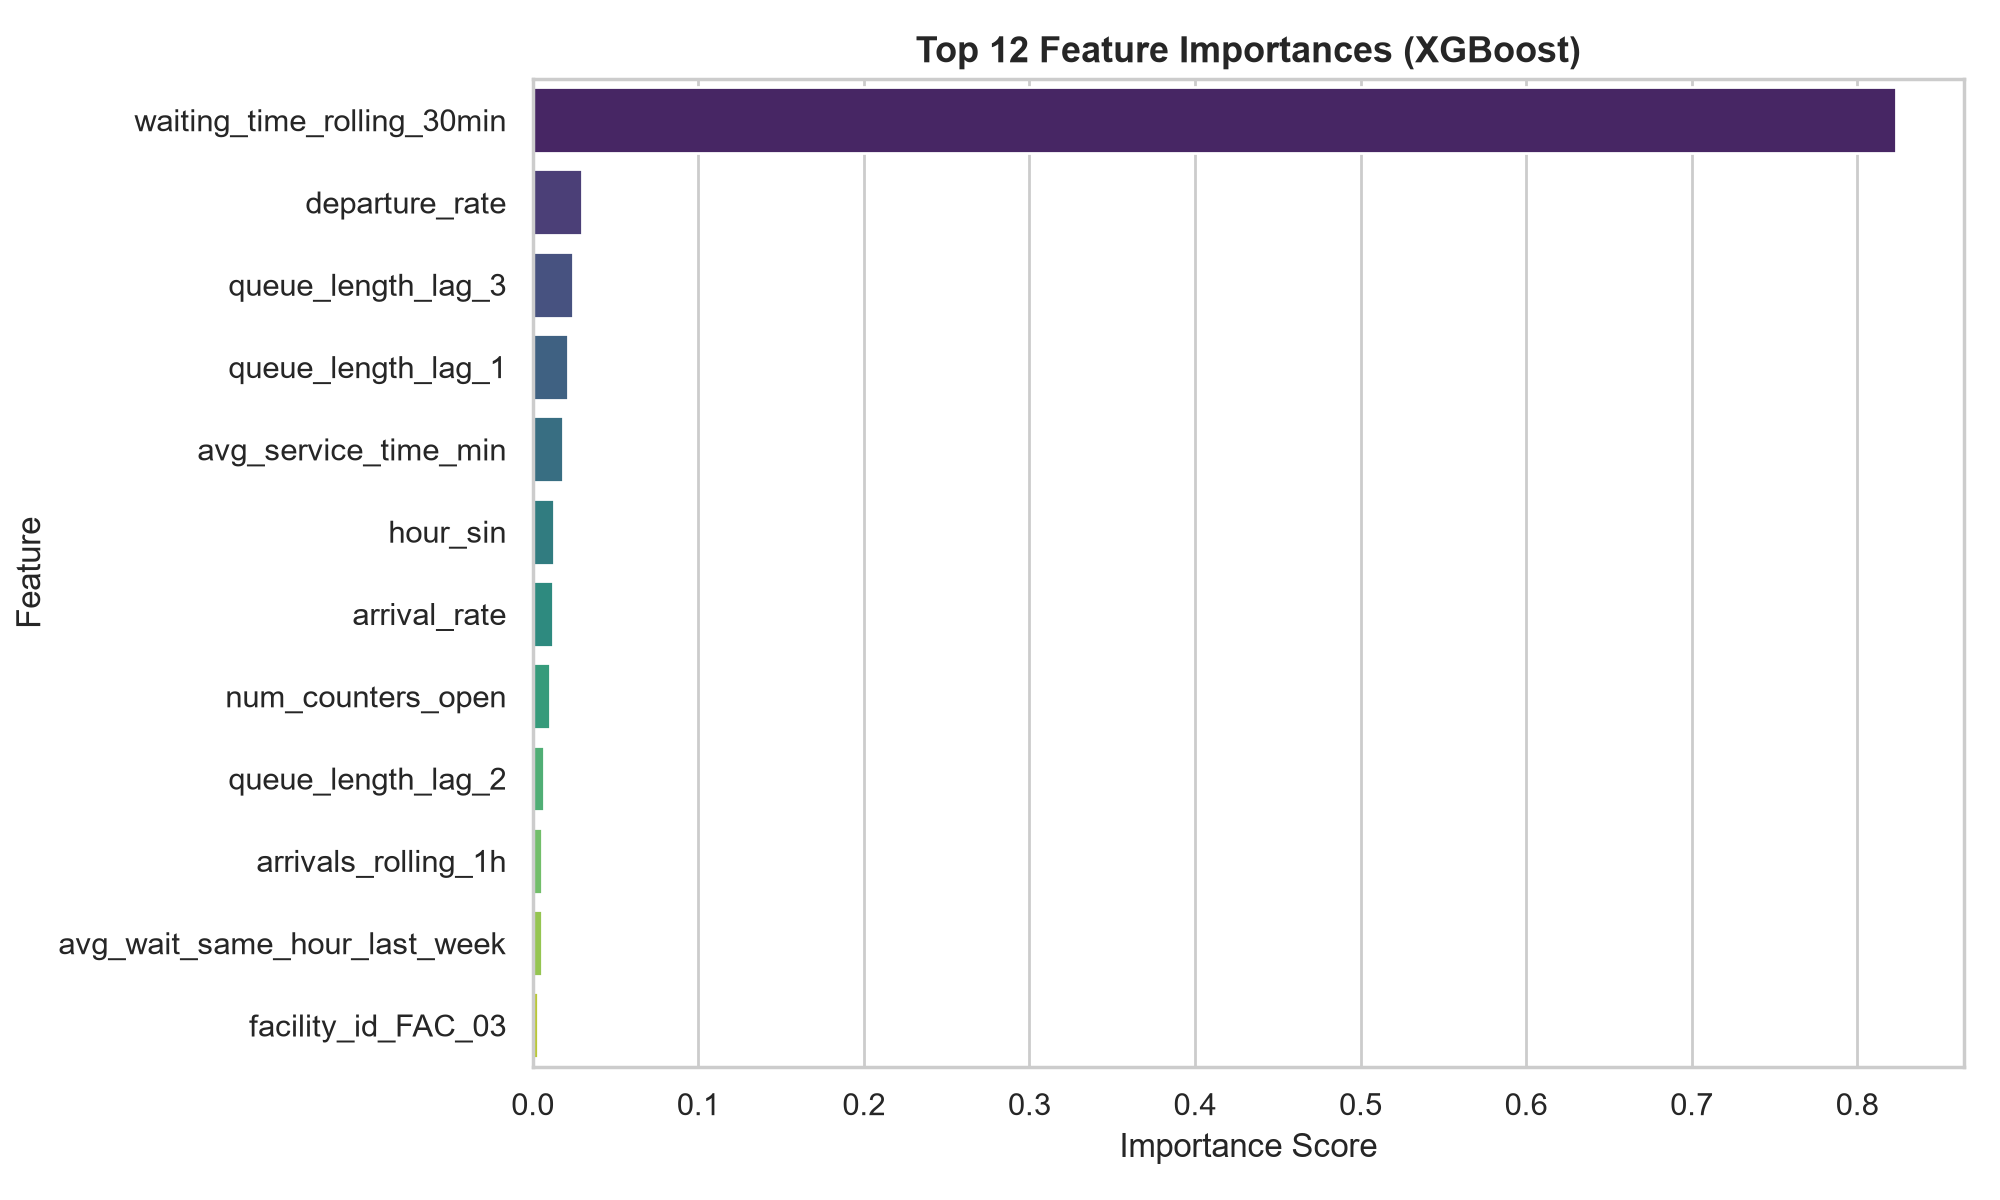 Top 12 Feature Importances (XGBoost)
waiting_time_rolling_30min
departure_rate
queue_length_lag_3
queue_length_lag_1
avg_service_time_min
hour_sin
arrival_rate
num_counters_open
queue_length_lag_2
arrivals_rolling_1h
avg_wait_same_hour_last_week
facility_id_FAC_03
Feature
0.0 0.1 0.2 0.3 0.4 0.5 0.6 0.7 0.8
Importance Score